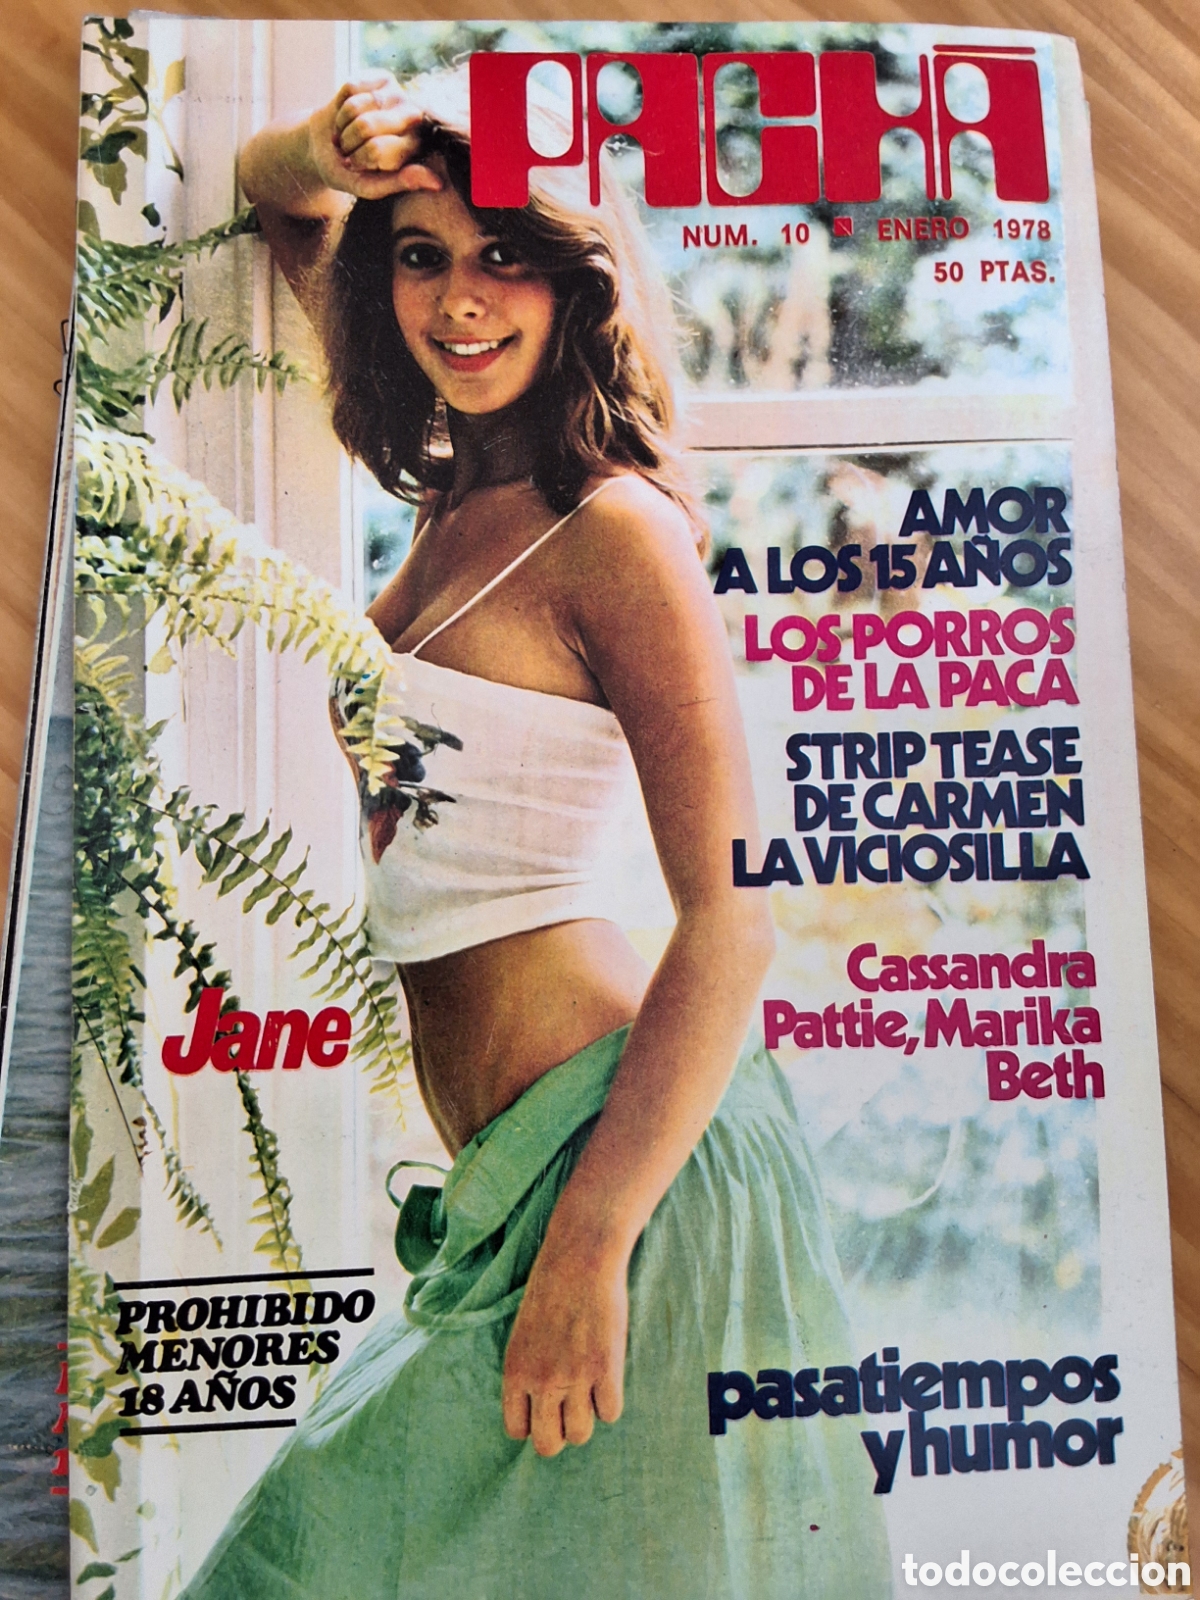 PACHÁ
NUM. 10 ENERO 1978
50 PTAS.
AMOR
A LOS 15 AÑOS
LOS PORROS
DE LA PACA
STRIP TEASE
DE CARMEN
LA VICIOSILLA
Cassandra
Pattie, Marika
Beth
Jane
PROHIBIDO
MENORES
18 AÑOS
pasatiempos
y humor
todocoleccion